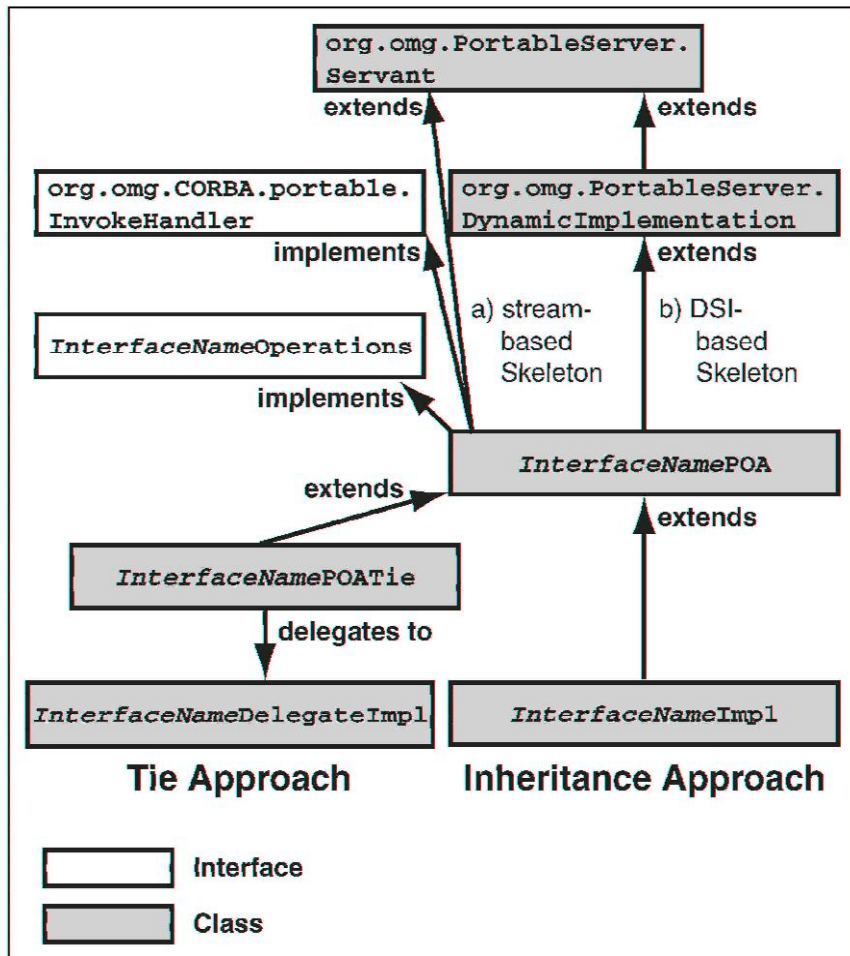 org.omg.PortableServer.
Servant
extends
extends
org.omg.CORBA.portable.
InvokeHandler
org.omg.PortableServer.
DynamicImplementation
implements
extends
a) stream-
based
Skeleton
b) DSI-
based
Skeleton
InterfaceNameOperations
implements
InterfaceNamePOA
extends
extends
InterfaceNamePOATie
delegates to
InterfaceNameDelegateImpl
InterfaceNameImpl
Tie Approach
Inheritance Approach
Interface
Class